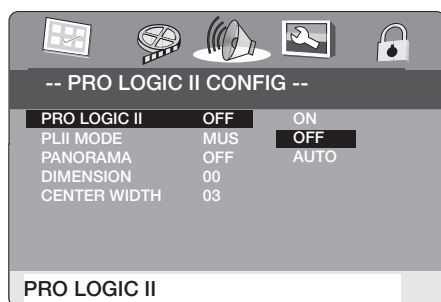 -- PRO LOGIC II CONFIG --
PRO LOGIC II OFF ON
PLII MODE MUS OFF
PANORAMA OFF AUTO
DIMENSION 00
CENTER WIDTH 03
PRO LOGIC II